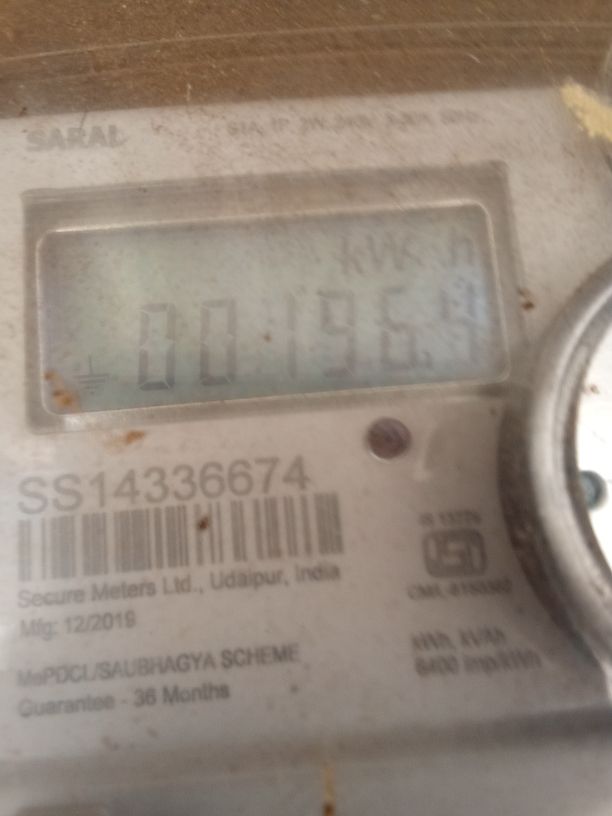 SARAL
kWh
00196.4
SS14336674
Secure Meters Ltd., Udaipur, India
Mfg: 12/2019
MePDCL/SAUBHAGYA SCHEME
Guarantee - 36 Months
kWh, kVAh
6400 imp/kWh